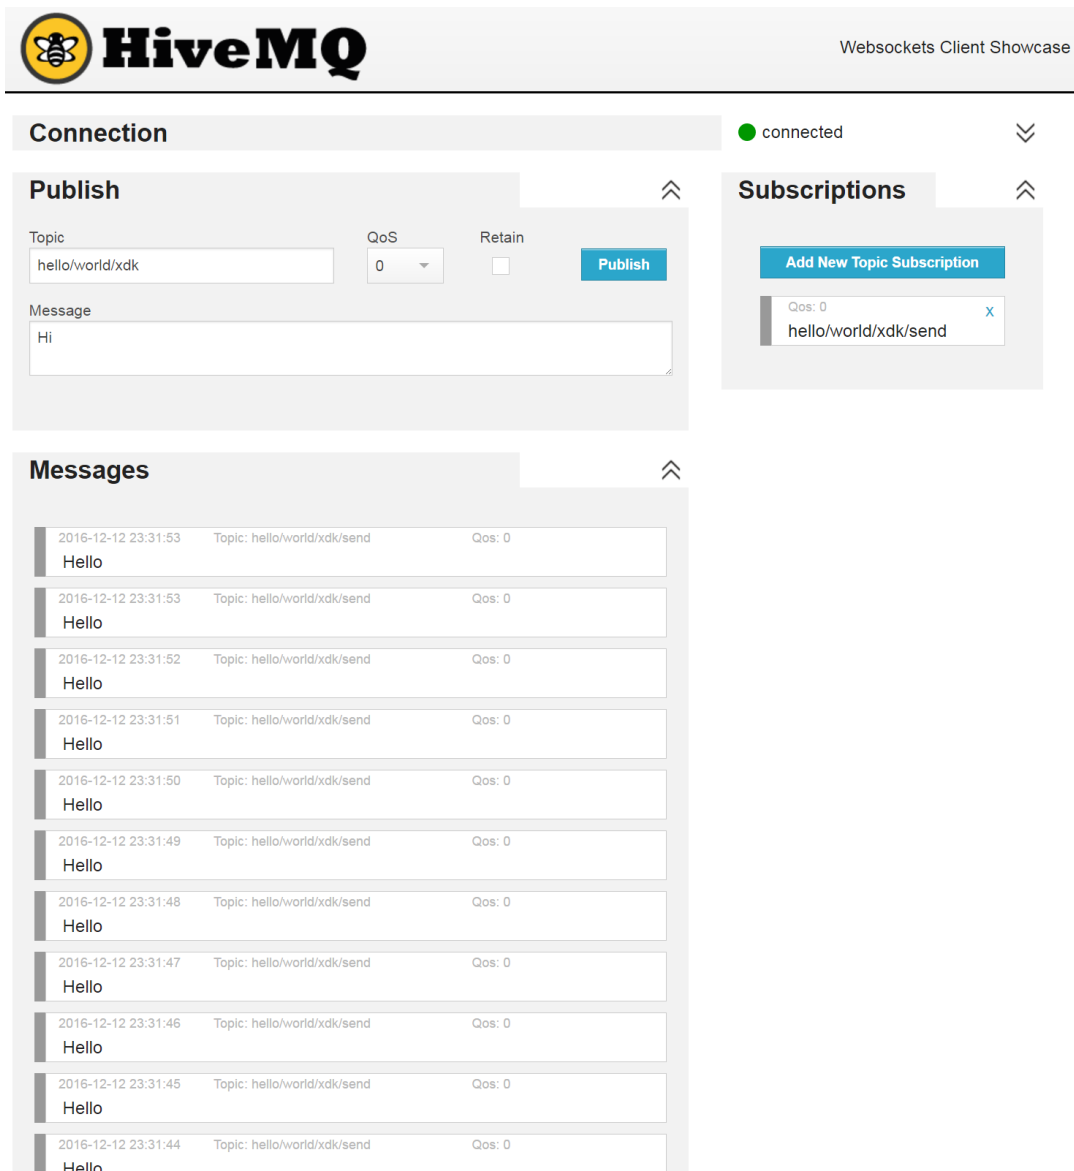 HiveMQ
Websockets Client Showcase
Connection
connected
Publish
Topic QoS Retain
hello/world/xdk 0 Publish
Message
Hi
Subscriptions
Add New Topic Subscription
Qos: 0 x
hello/world/xdk/send
Messages
2016-12-12 23:31:53 Topic: hello/world/xdk/send Qos: 0
Hello
2016-12-12 23:31:53 Topic: hello/world/xdk/send Qos: 0
Hello
2016-12-12 23:31:52 Topic: hello/world/xdk/send Qos: 0
Hello
2016-12-12 23:31:51 Topic: hello/world/xdk/send Qos: 0
Hello
2016-12-12 23:31:50 Topic: hello/world/xdk/send Qos: 0
Hello
2016-12-12 23:31:49 Topic: hello/world/xdk/send Qos: 0
Hello
2016-12-12 23:31:48 Topic: hello/world/xdk/send Qos: 0
Hello
2016-12-12 23:31:47 Topic: hello/world/xdk/send Qos: 0
Hello
2016-12-12 23:31:46 Topic: hello/world/xdk/send Qos: 0
Hello
2016-12-12 23:31:45 Topic: hello/world/xdk/send Qos: 0
Hello
2016-12-12 23:31:44 Topic: hello/world/xdk/send Qos: 0
Hello